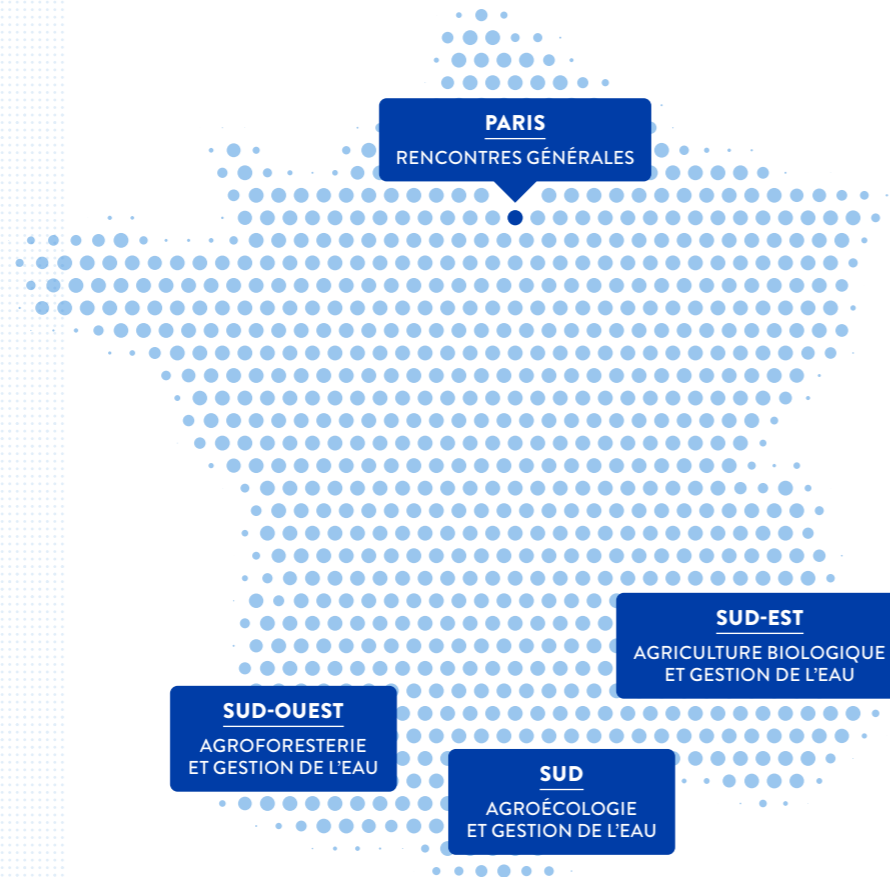 PARIS
RENCONTRES GÉNÉRALES
SUD-EST
AGRICULTURE BIOLOGIQUE
ET GESTION DE L'EAU
SUD-OUEST
AGROFORESTERIE
ET GESTION DE L'EAU
SUD
AGROÉCOLOGIE
ET GESTION DE L'EAU